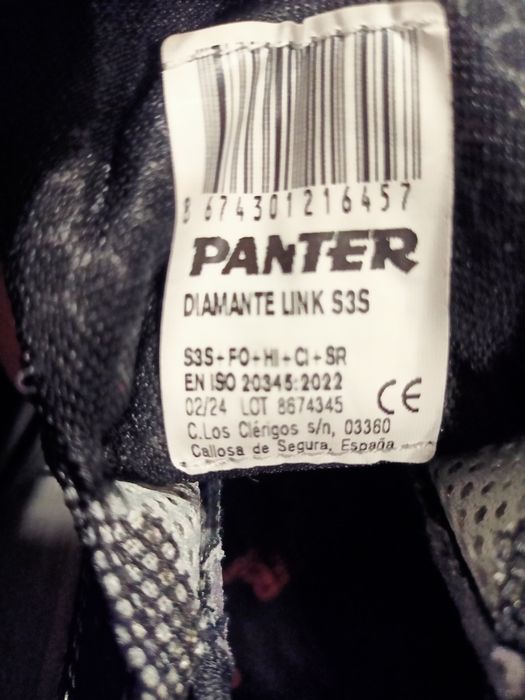 8 674301 216457
PANTER
DIAMANTE LINK S3S
S3S+FO+HI+CI+SR
EN ISO 20345:2022
02/24 LOT 8674345 CE
C.Los Clérigos s/n, 03360
Callosa de Segura, España